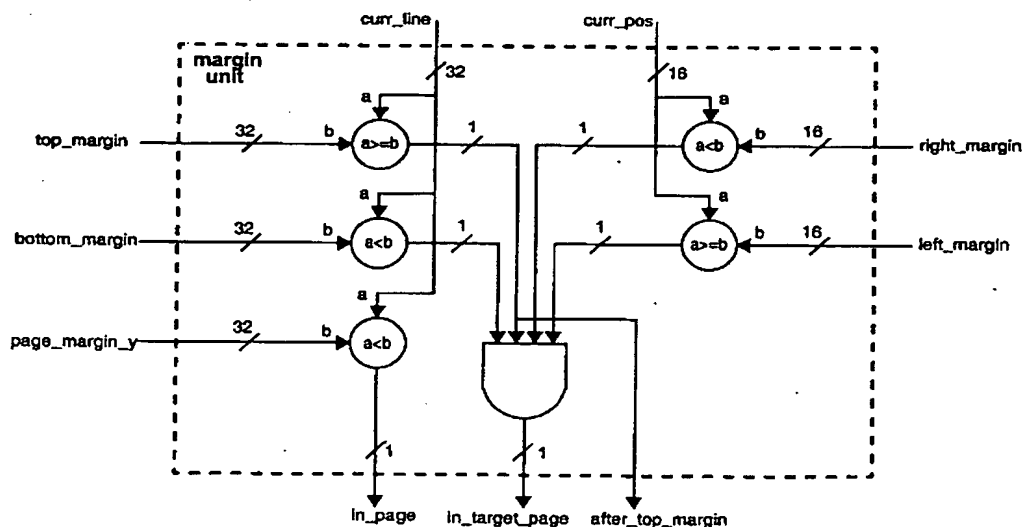 curr_line
curr_pos
margin
unit
32
16
a
a
top_margin
32
b
a>=b
1
1
a<b
b
16
right_margin
a
a
bottom_margin
32
b
a<b
1
1
a>=b
b
16
left_margin
a
page_margin_y
32
b
a<b
1
1
in_page
in_target_page
after_top_margin